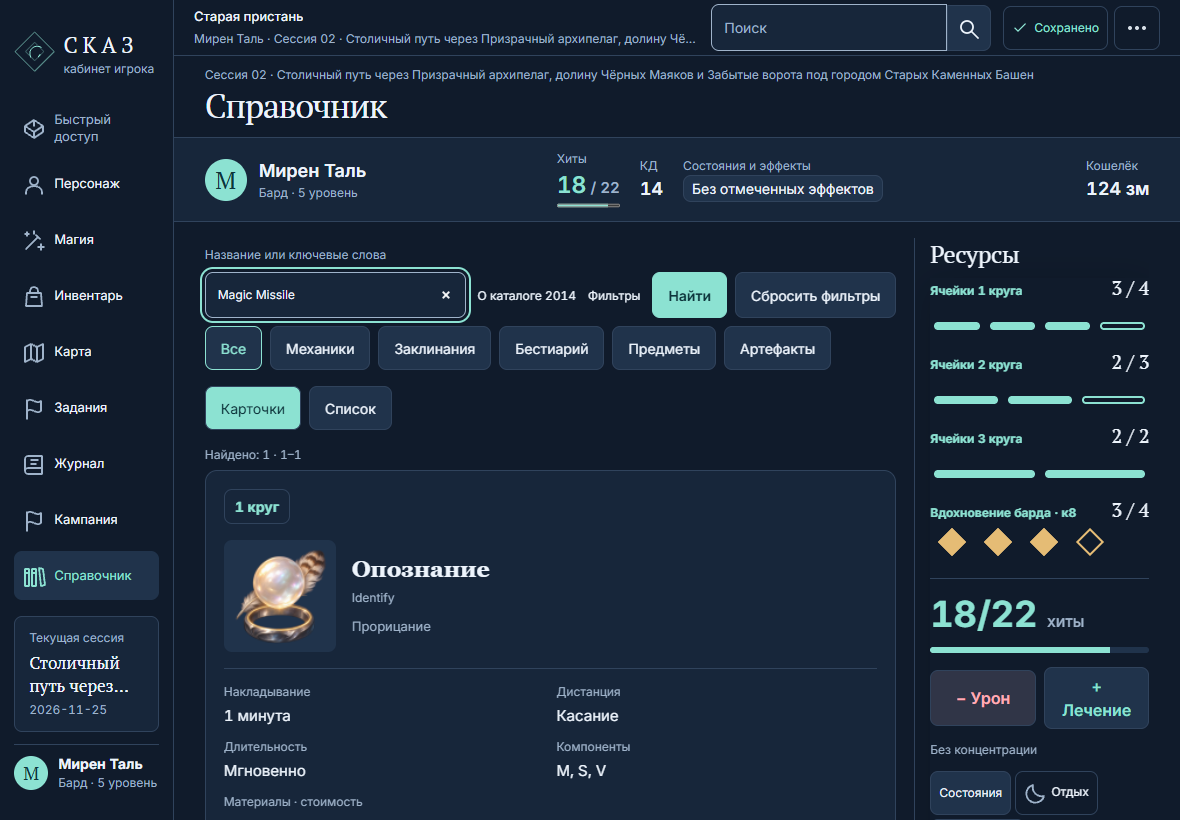 СКАЗ
кабинет игрока
Быстрый
доступ
Персонаж
Магия
Инвентарь
Карта
Задания
Журнал
Кампания
Справочник
Текущая сессия
Столичный
путь через...
2026-11-25
М
Мирен Таль
Бард · 5 уровень
Старая пристань
Мирен Таль · Сессия 02 · Столичный путь через Призрачный архипелаг, долину Чё...
Поиск
Сохранено
Сессия 02 · Столичный путь через Призрачный архипелаг, долину Чёрных Маяков и Забытые ворота под городом Старых Каменных Башен
Справочник
М
Мирен Таль
Бард · 5 уровень
Хиты
18 / 22
КД
14
Состояния и эффекты
Без отмеченных эффектов
Кошелёк
124 зм
Название или ключевые слова
Magic Missile
О каталоге 2014
Фильтры
Найти
Сбросить фильтры
Все
Механики
Заклинания
Бестиарий
Предметы
Артефакты
Карточки
Список
Найдено: 1 · 1–1
1 круг
Опознание
Identify
Прорицание
Накладывание
1 минута
Дистанция
Касание
Длительность
Мгновенно
Компоненты
M, S, V
Материалы · стоимость
Ресурсы
Ячейки 1 круга 3 / 4
Ячейки 2 круга 2 / 3
Ячейки 3 круга 2 / 2
Вдохновение барда · к8 3 / 4
18/22 хиты
− Урон
+
Лечение
Без концентрации
Состояния
Отдых